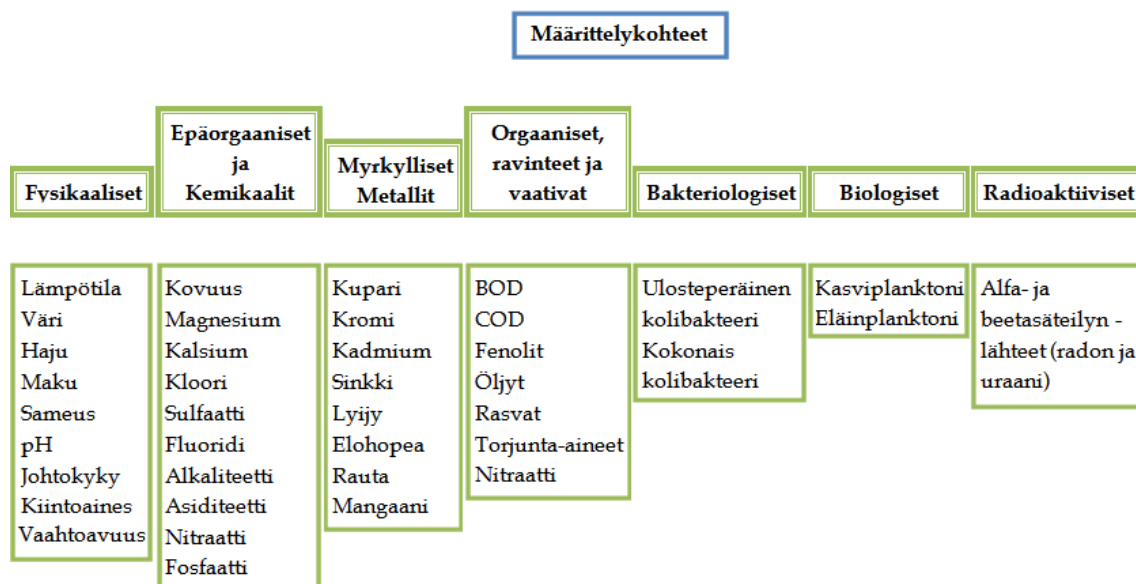 Määrittelykohteet
Fysikaaliset
Epäorgaaniset
ja
Kemikaalit
Myrkylliset
Metallit
Orgaaniset,
ravinteet ja
vaativat
Bakteriologiset
Biologiset
Radioaktiiviset
Lämpötila
Väri
Haju
Maku
Sameus
pH
Johtokyky
Kiintoaines
Vaahtoavuus
Kovuus
Magnesium
Kalsium
Kloori
Sulfaatti
Fluoridi
Alkaliteetti
Asiditeetti
Nitraatti
Fosfaatti
Kupari
Kromi
Kadmium
Sinkki
Lyijy
Elohopea
Rauta
Mangaani
BOD
COD
Fenolit
Öljyt
Rasvat
Torjunta-aineet
Nitraatti
Ulosteperäinen
kolibakteeri
Kokonais
kolibakteeri
Kasviplanktoni
Eläinplanktoni
Alfa- ja
beetasäteilyn -
lähteet (radon ja
uraani)